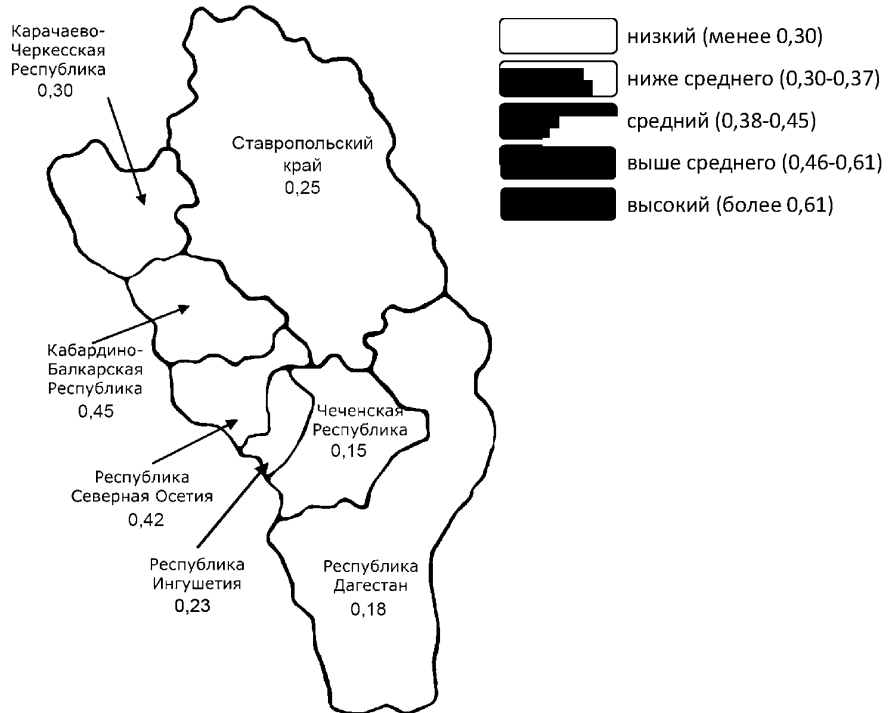 Карачаево-
Черкесская
Республика
0,30
Ставропольский
край
0,25
низкий (менее 0,30)
ниже среднего (0,30-0,37)
средний (0,38-0,45)
выше среднего (0,46-0,61)
высокий (более 0,61)
Кабардино-
Балкарская
Республика
0,45
Чеченская
Республика
0,15
Республика
Северная Осетия
0,42
Республика
Ингушетия
0,23
Республика
Дагестан
0,18